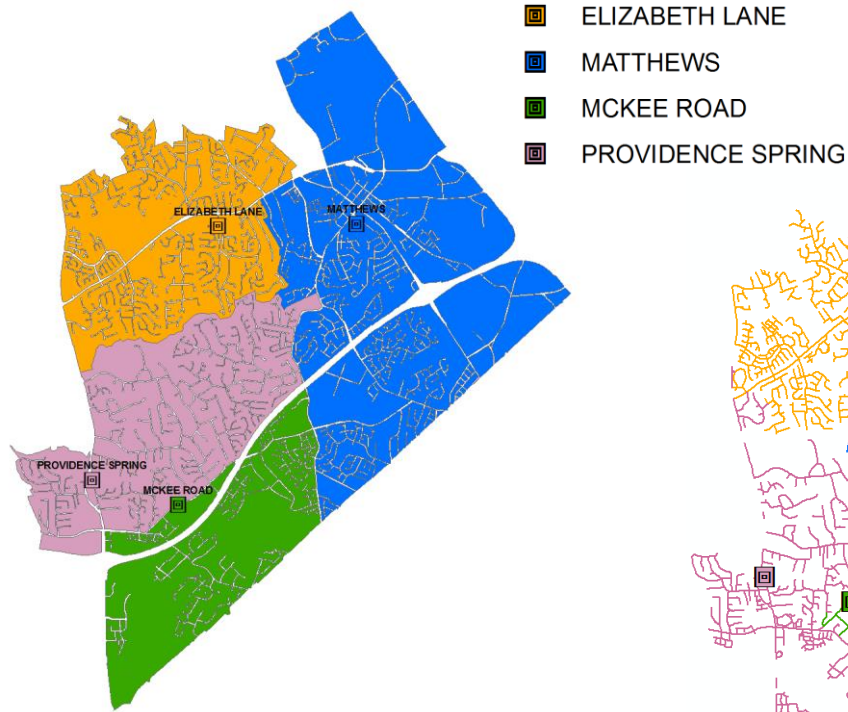 ELIZABETH LANE
MATTHEWS
MCKEE ROAD
PROVIDENCE SPRING
ELIZABETH LANE
MATTHEWS
PROVIDENCE SPRING
MCKEE ROAD